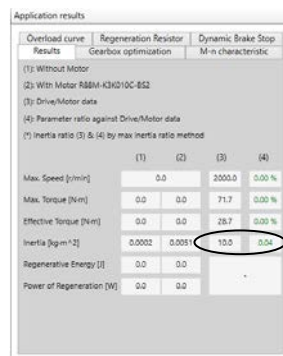 Application results
Overload curve Regeneration Resistor Dynamic Brake Stop
Results Gearbox optimization M-n characteristic
(1): Without Motor
(2): With Motor R88M-K3K010C-BS2
(3): Drive/Motor data
(4): Parameter ratio against Drive/Motor data
(*) Inertia ratio (3) & (4) by max inertia ratio method
(1) (2) (3) (4)
Max. Speed [r/min] 0.0 2000.0 0.00 %
Max. Torque [N·m] 0.0 0.0 71.7 0.00 %
Effective Torque [N·m] 0.0 0.0 28.7 0.00 %
Inertia [kg·m^2] 0.0002 0.0051 10.0 0.04
Regenerative Energy [J] 0.0 0.0 -
Power of Regeneration [W] 0.0 0.0